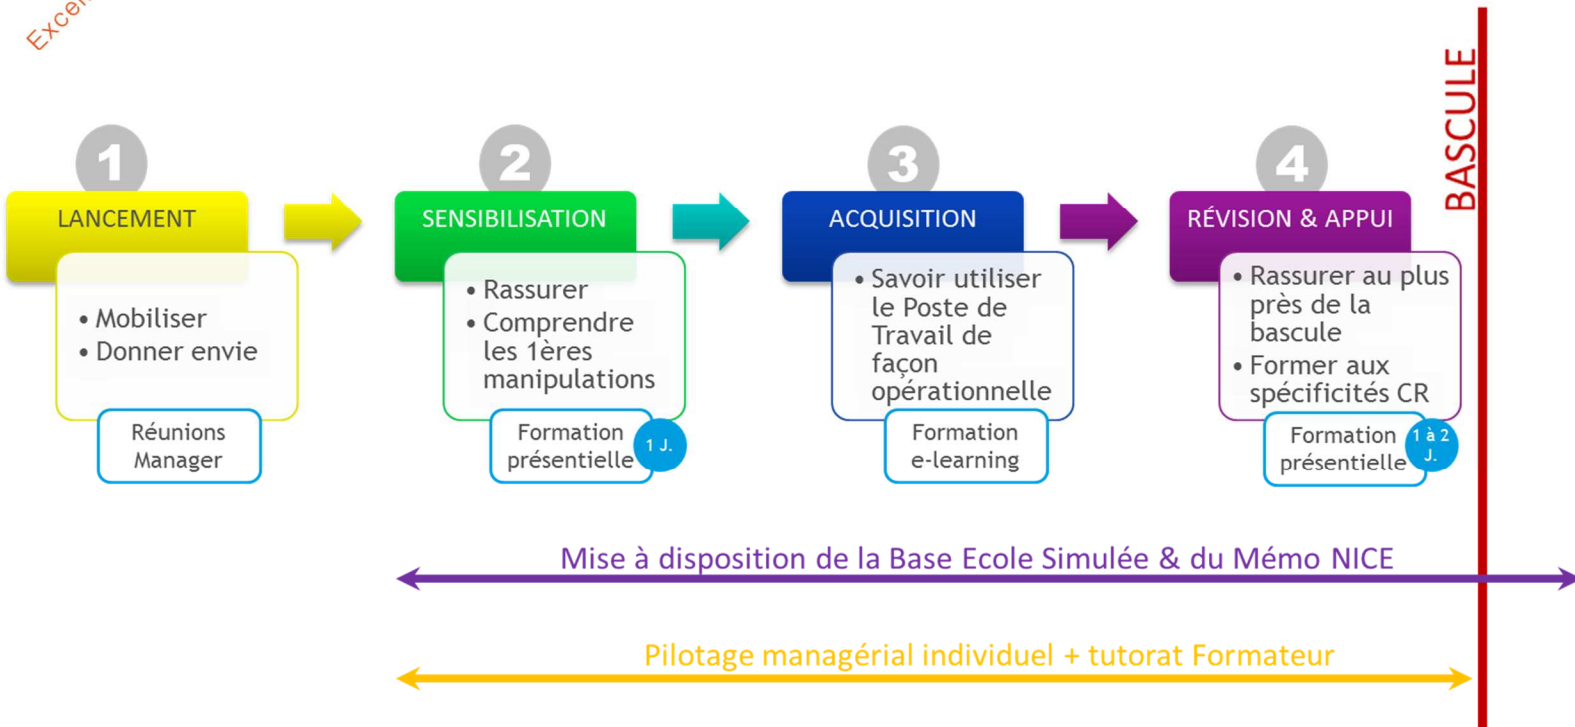 BASCULE
1
LANCEMENT
• Mobiliser
• Donner envie
Réunions
Manager
2
SENSIBILISATION
• Rassurer
• Comprendre
les 1ères
manipulations
Formation
présentielle
1 J.
3
ACQUISITION
• Savoir utiliser
le Poste de
Travail de
façon
opérationnelle
Formation
e-learning
4
RÉVISION & APPUI
• Rassurer au plus
près de la
bascule
• Former aux
spécificités CR
Formation
présentielle
1 à 2
J.
Mise à disposition de la Base Ecole Simulée & du Mémo NICE
Pilotage managérial individuel + tutorat Formateur